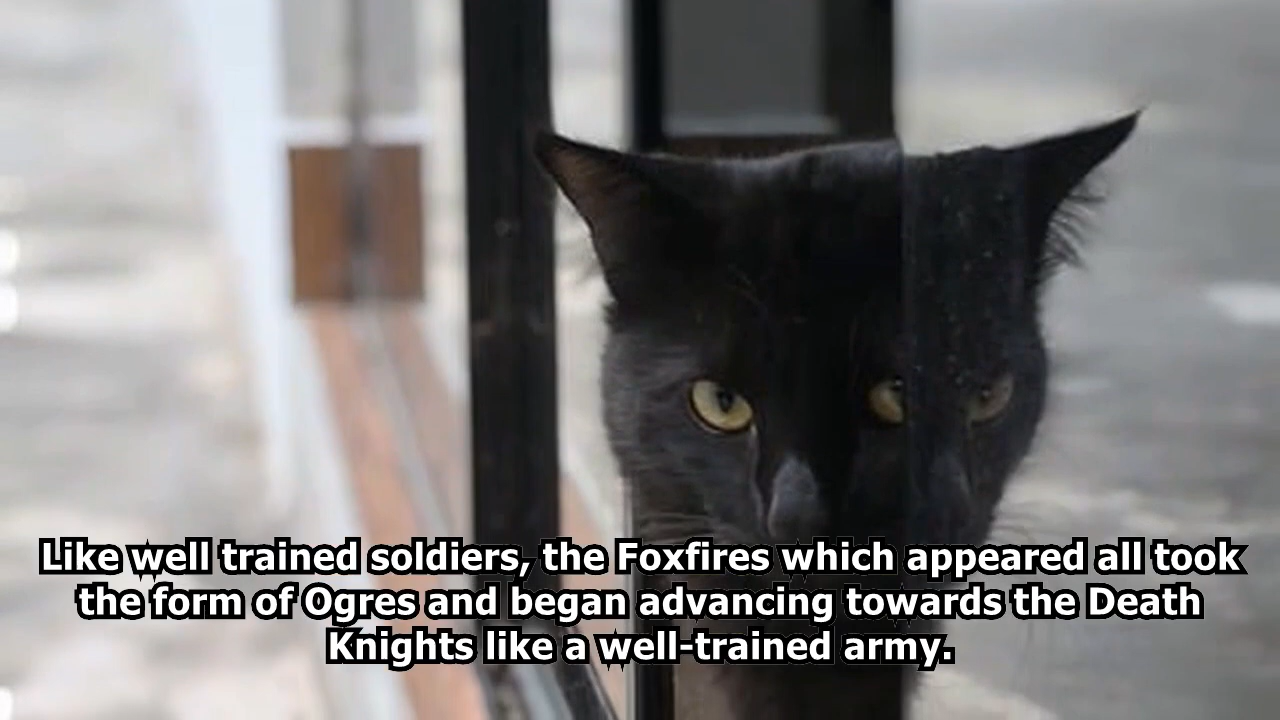 Like well trained soldiers, the Foxfires which appeared all took
the form of Ogres and began advancing towards the Death
Knights like a well-trained army.